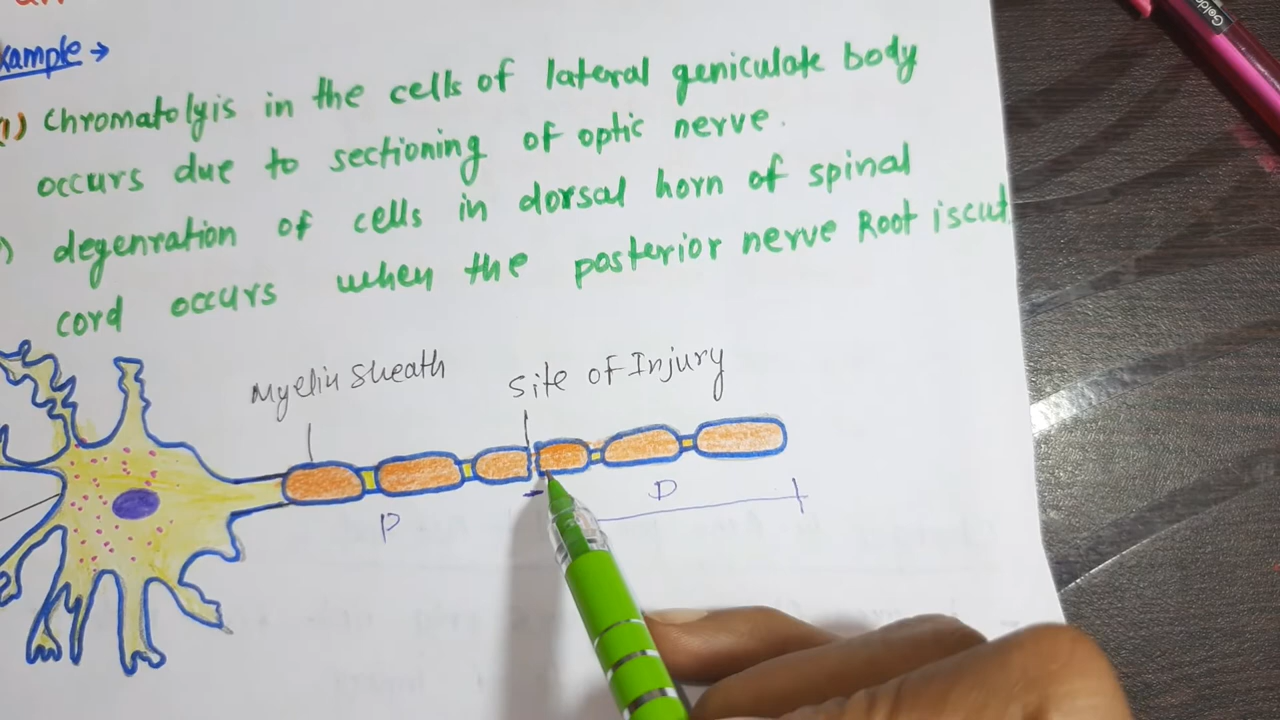 xample →
(1) Chromatolyis in the cells of lateral geniculate body
occurs due to sectioning of optic nerve.
) degenration of cells in dorsal horn of spinal
cord occurs when the posterior nerve Root is cut
Myelin Sheath
Site of Injury
P
D
Gold